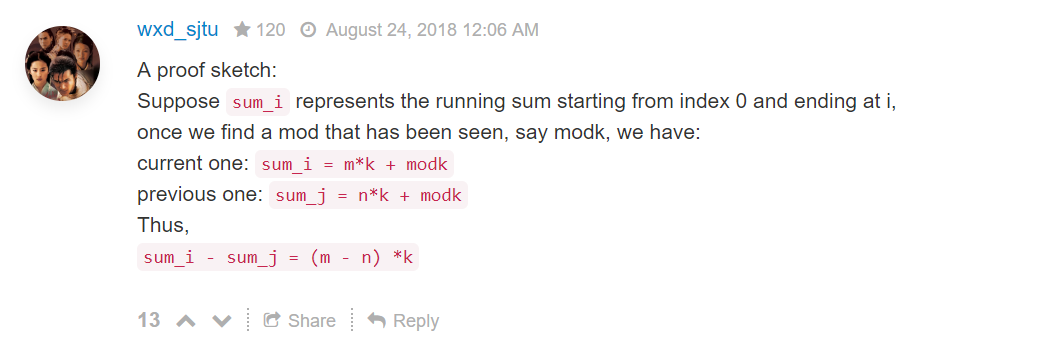 wxd_sjtu 120 August 24, 2018 12:06 AM
A proof sketch:
Suppose sum_i represents the running sum starting from index 0 and ending at i,
once we find a mod that has been seen, say modk, we have:
current one: sum_i = m*k + modk
previous one: sum_j = n*k + modk
Thus,
sum_i - sum_j = (m - n) *k
13 Share Reply